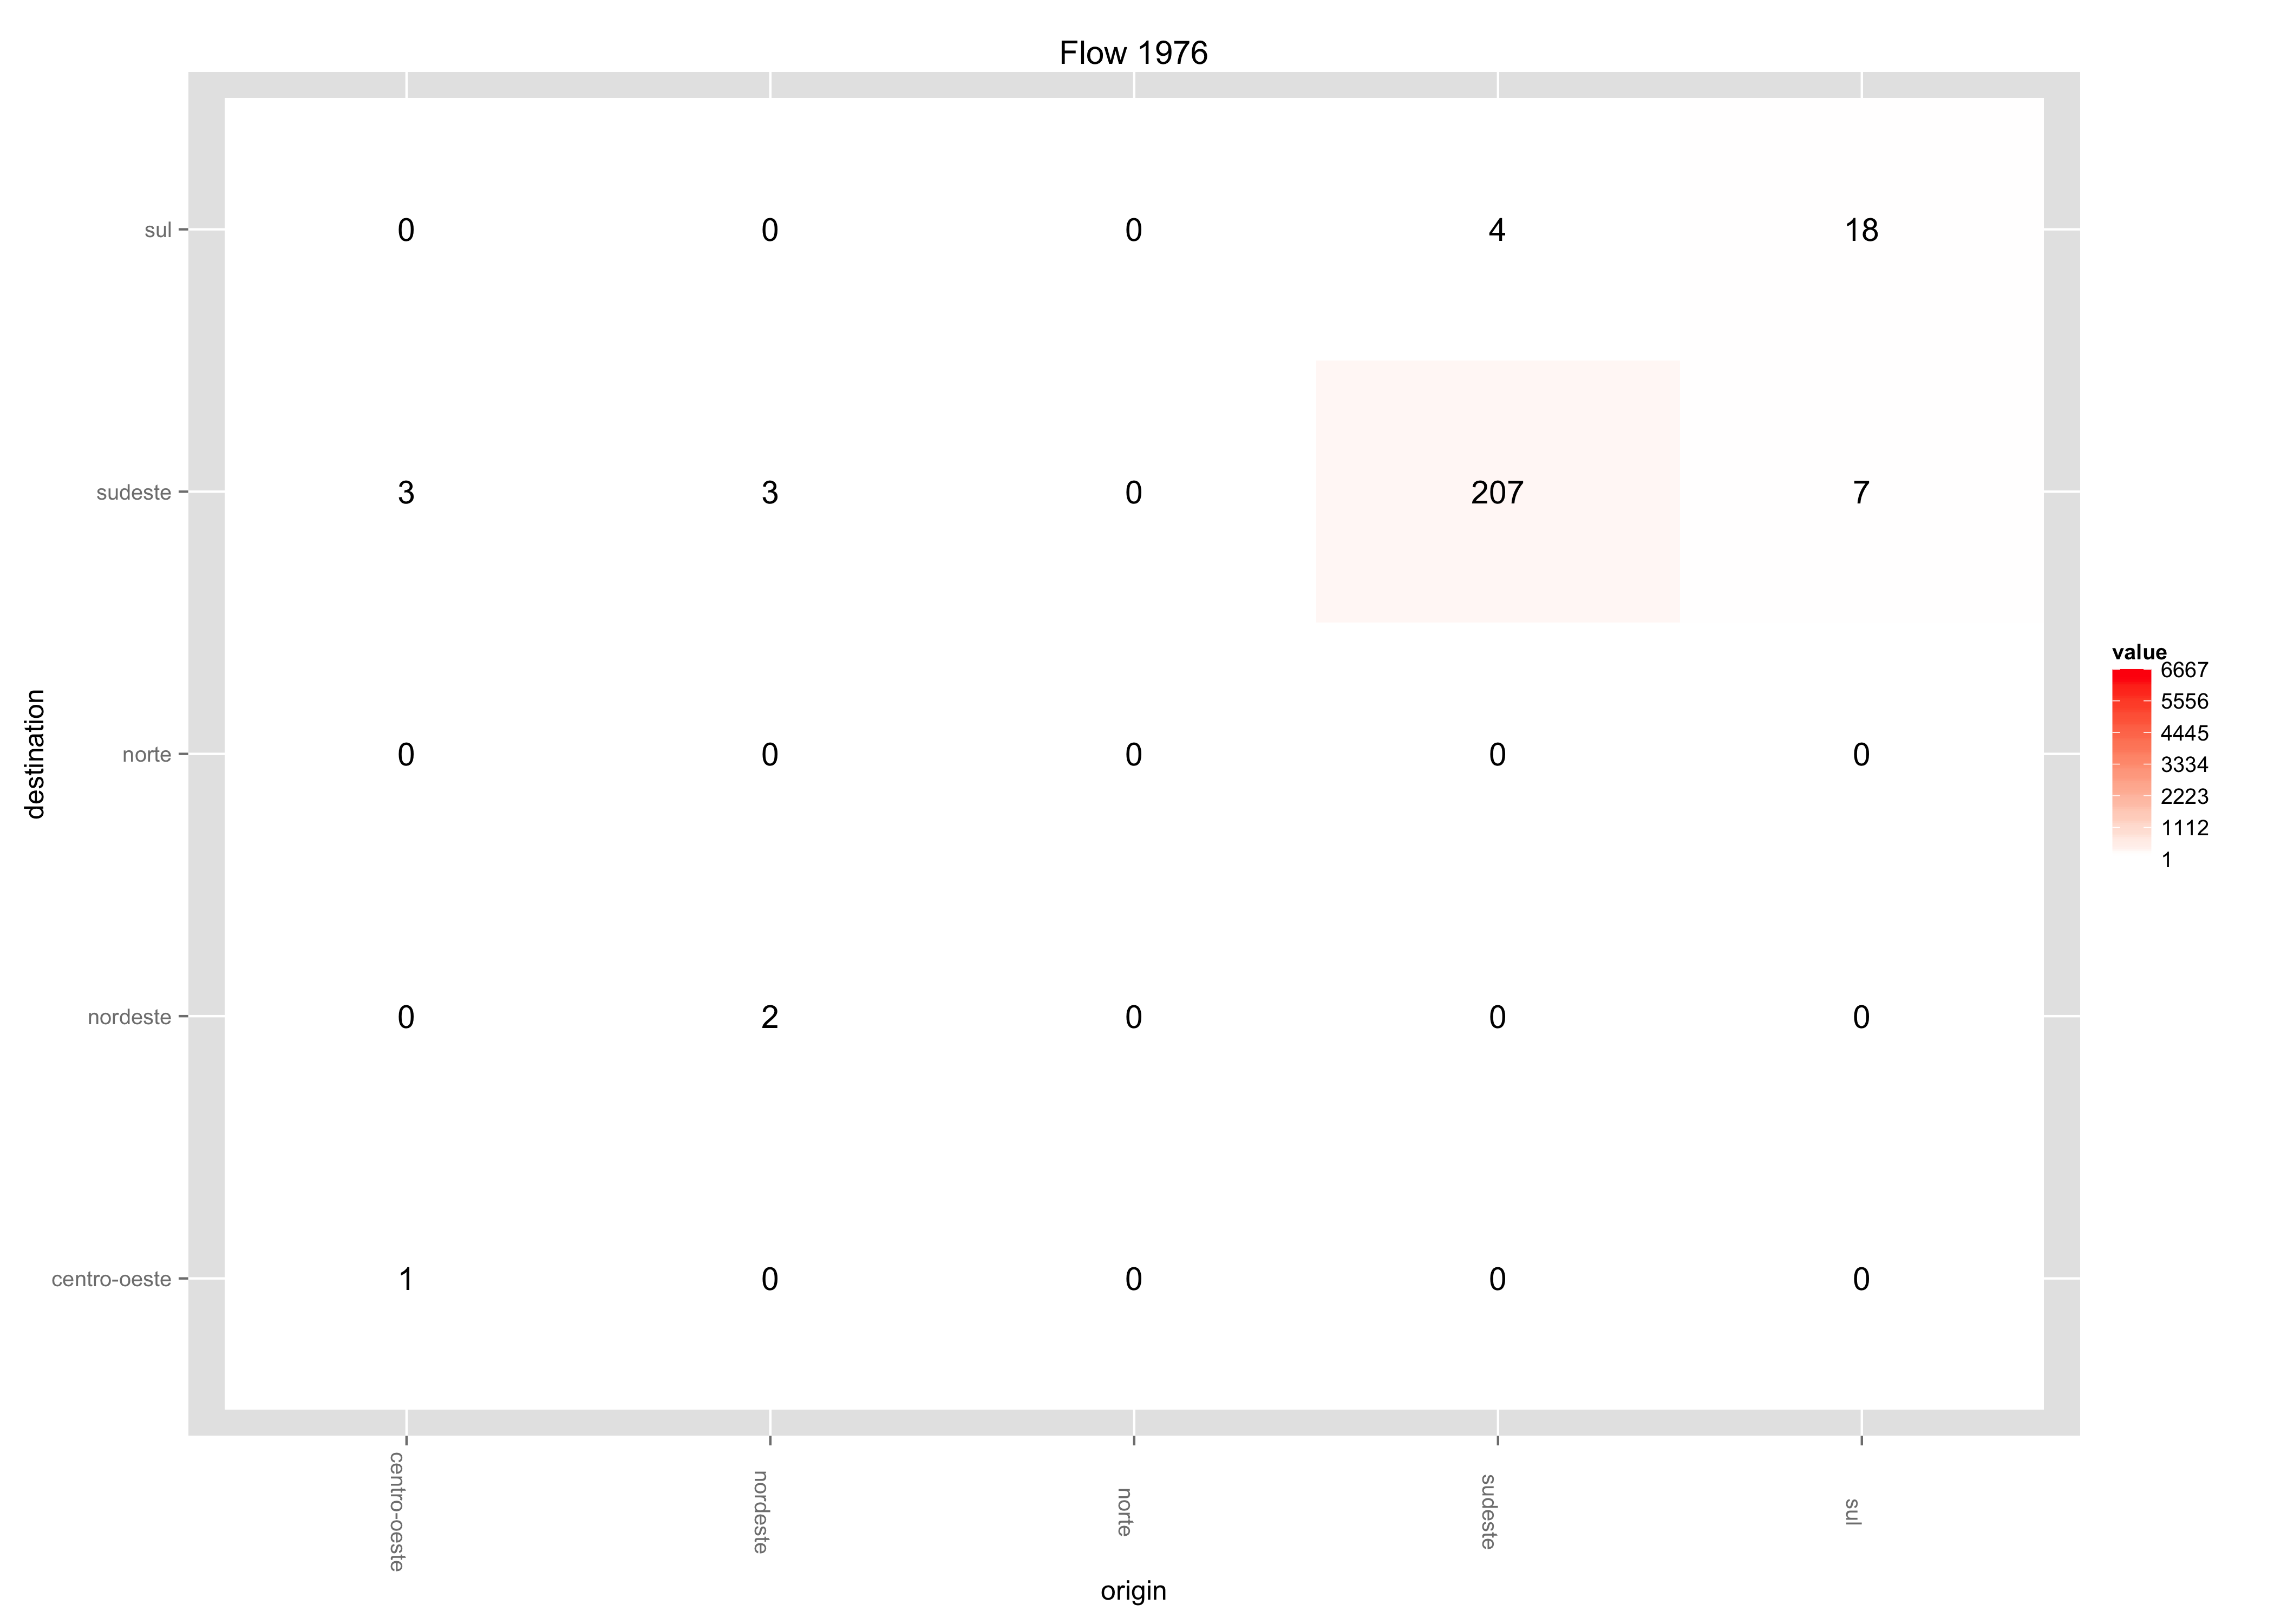 Flow 1976
sul 0 0 0 4 18
sudeste 3 3 0 207 7
norte 0 0 0 0 0
nordeste 0 2 0 0 0
centro-oeste 1 0 0 0 0
destination
centro-oeste nordeste norte sudeste sul
origin
value
6667
5556
4445
3334
2223
1112
1